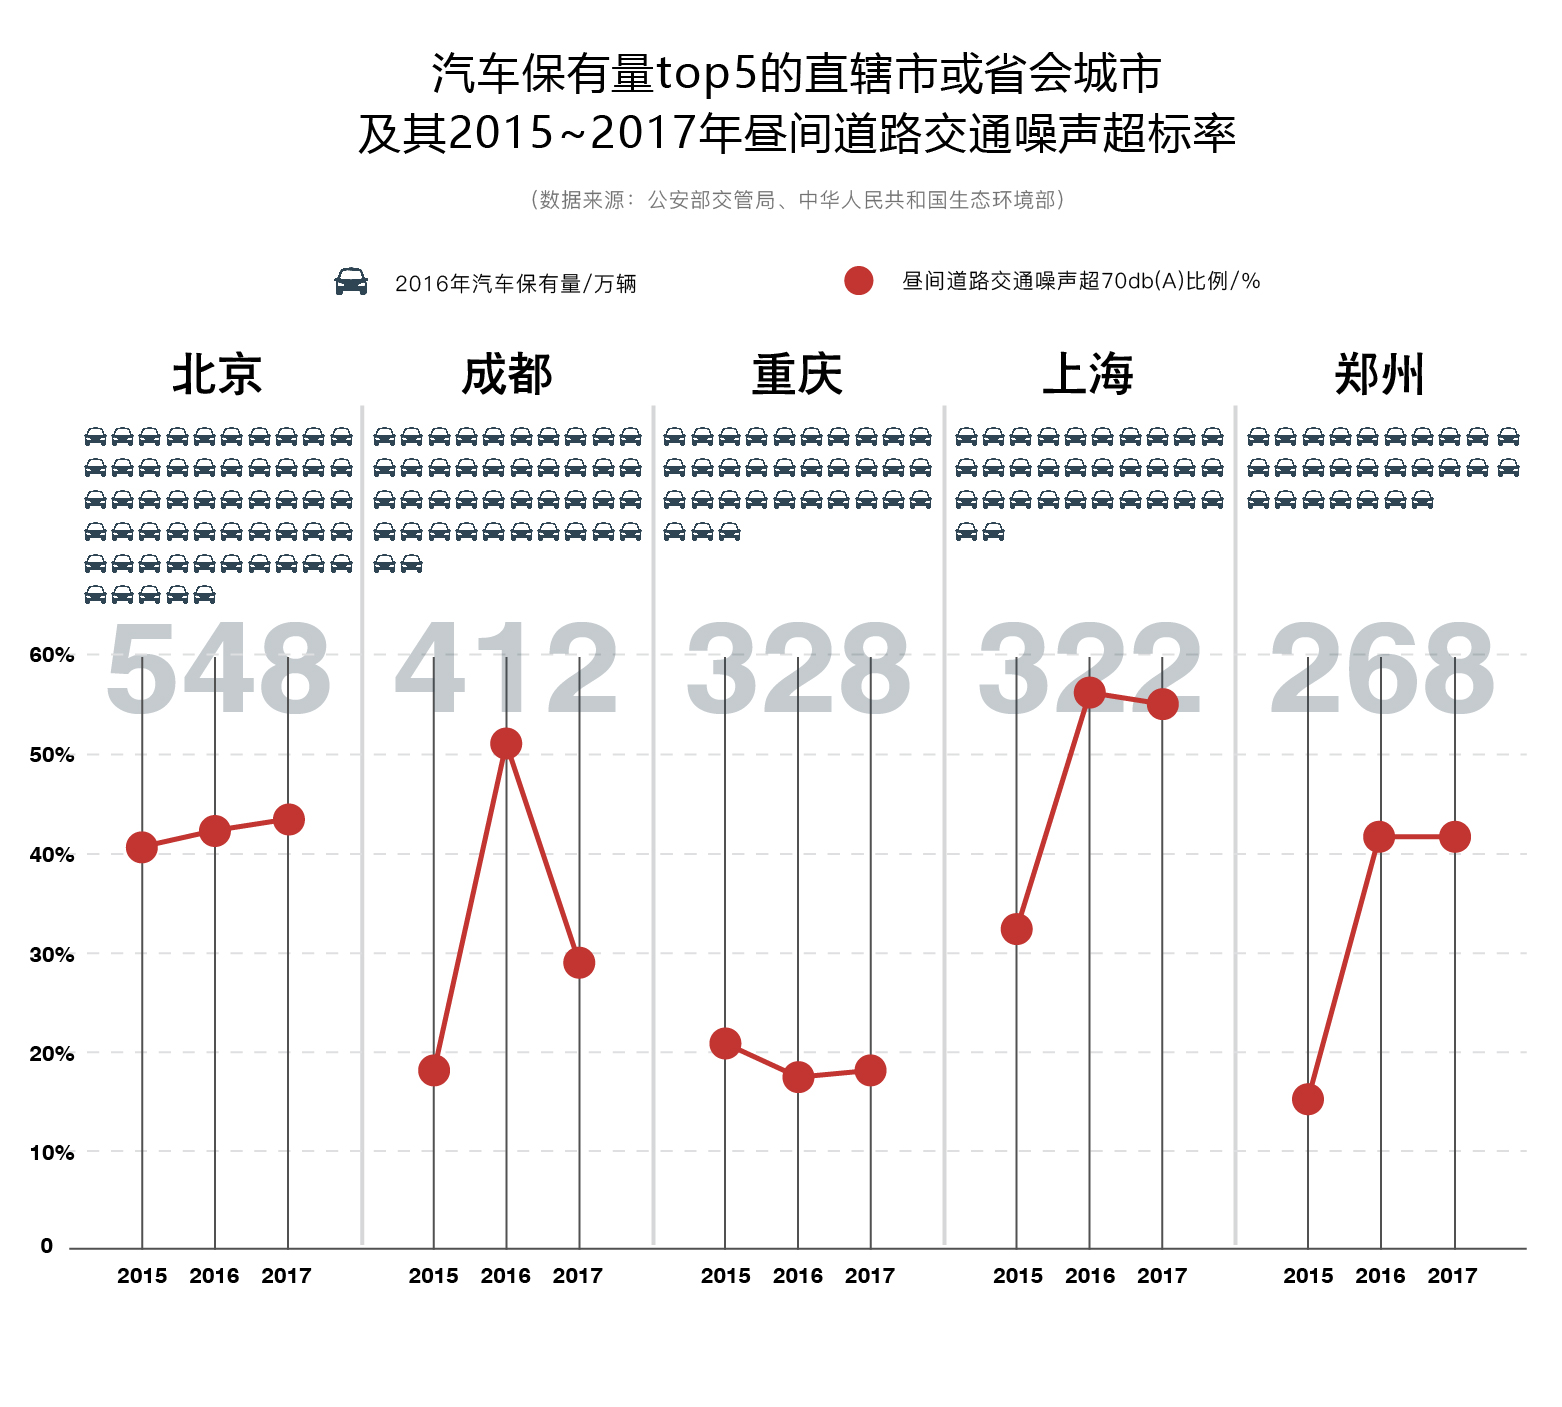 汽车保有量top5的直辖市或省会城市
及其2015~2017年昼间道路交通噪声超标率
(数据来源：公安部交管局、中华人民共和国生态环境部)
2016年汽车保有量/万辆
昼间道路交通噪声超70db(A)比例/%
北京 成都 重庆 上海 郑州
548 412 328 322 268
60%
50%
40%
30%
20%
10%
0
2015 2016 2017 2015 2016 2017 2015 2016 2017 2015 2016 2017 2015 2016 2017